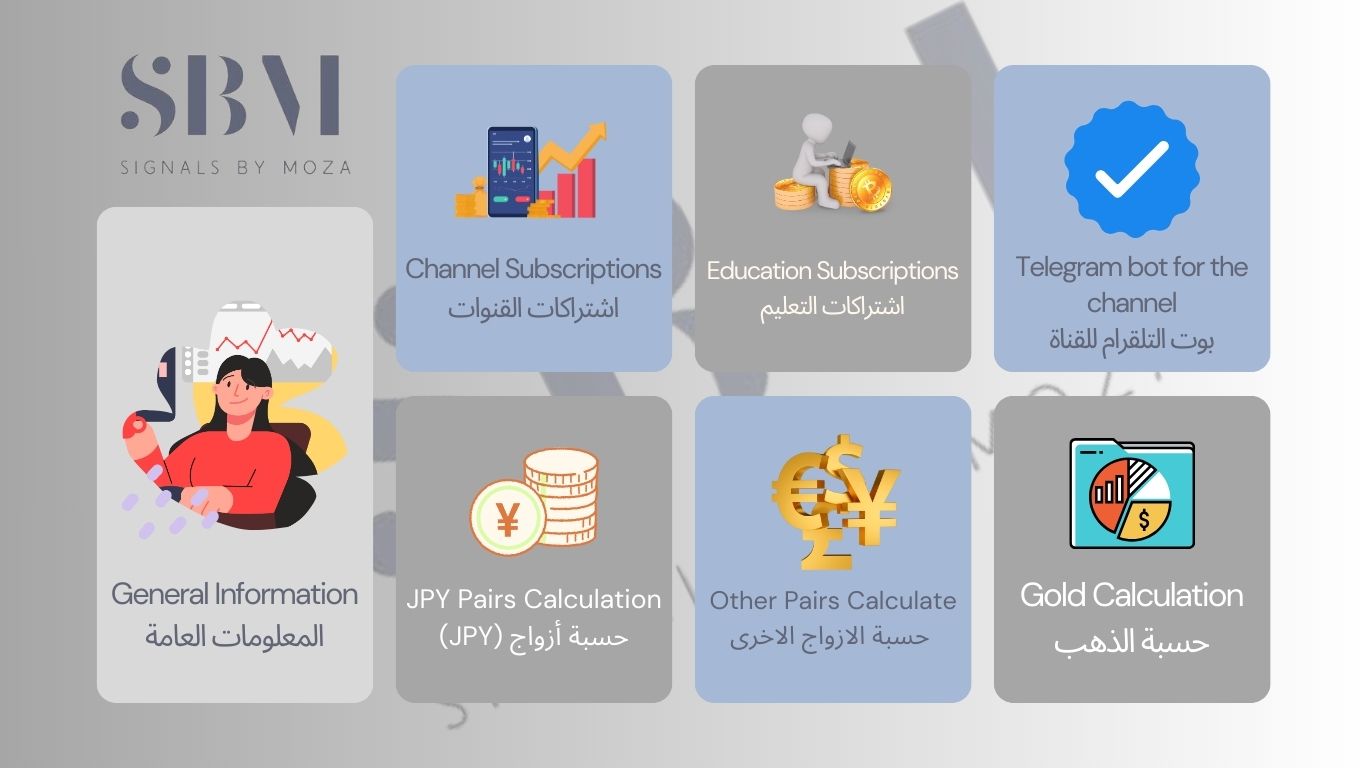 SBM
SIGNALS BY MOZA
General Information
المعلومات العامة
Channel Subscriptions
اشتراكات القنوات
Education Subscriptions
اشتراكات التعليم
Telegram bot for the
channel
بوت التلقرام للقناة
JPY Pairs Calculation
حسبة أزواج (JPY)
Other Pairs Calculate
حسبة الازواج الاخرى
Gold Calculation
حسبة الذهب